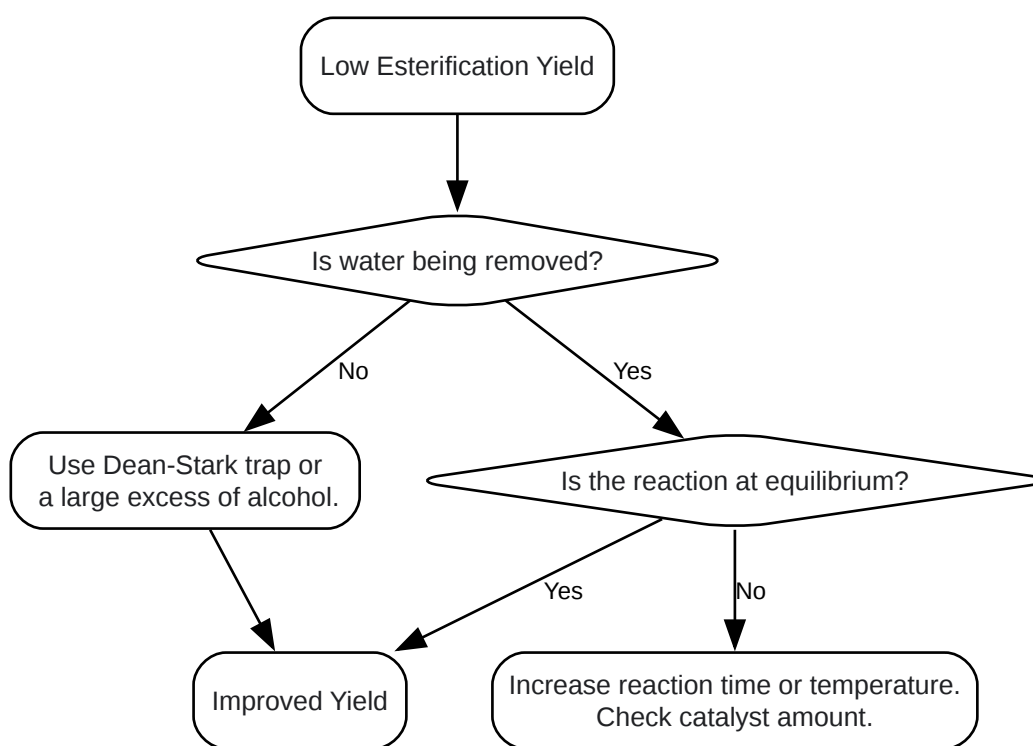 Low Esterification Yield
Is water being removed?
No
Yes
Use Dean-Stark trap or
a large excess of alcohol.
Is the reaction at equilibrium?
Yes
No
Improved Yield
Increase reaction time or temperature.
Check catalyst amount.